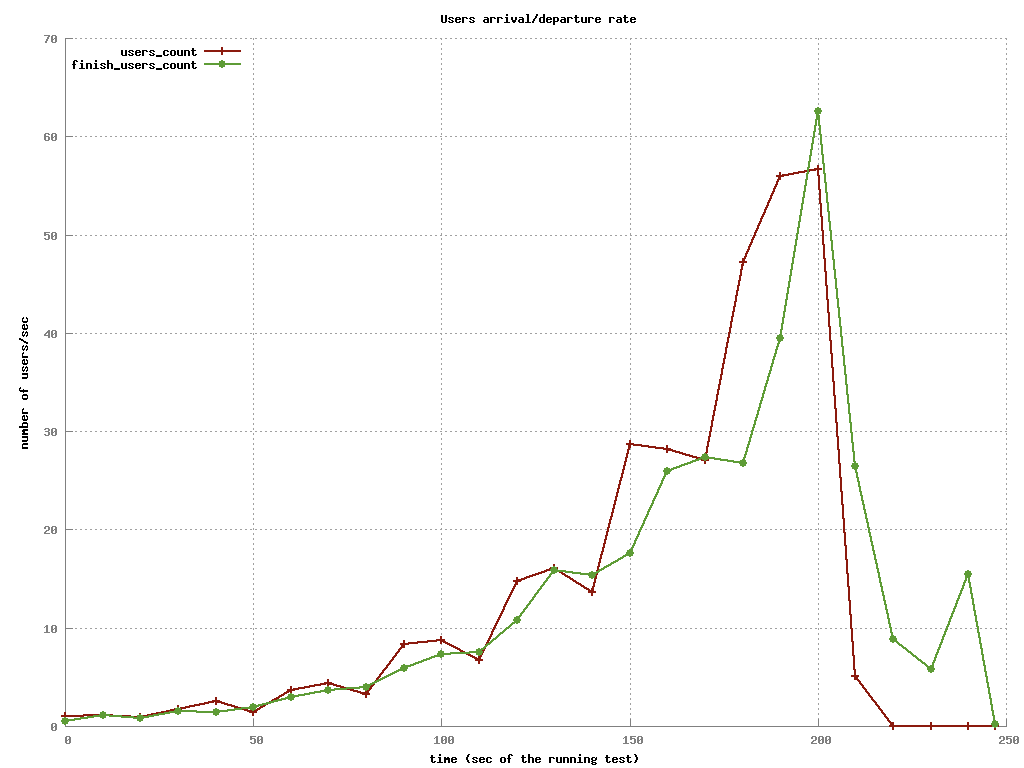 Users arrival/departure rate
users_count
finish_users_count
70
60
50
40
30
20
10
0
number of users/sec
0 50 100 150 200 250
time (sec of the running test)